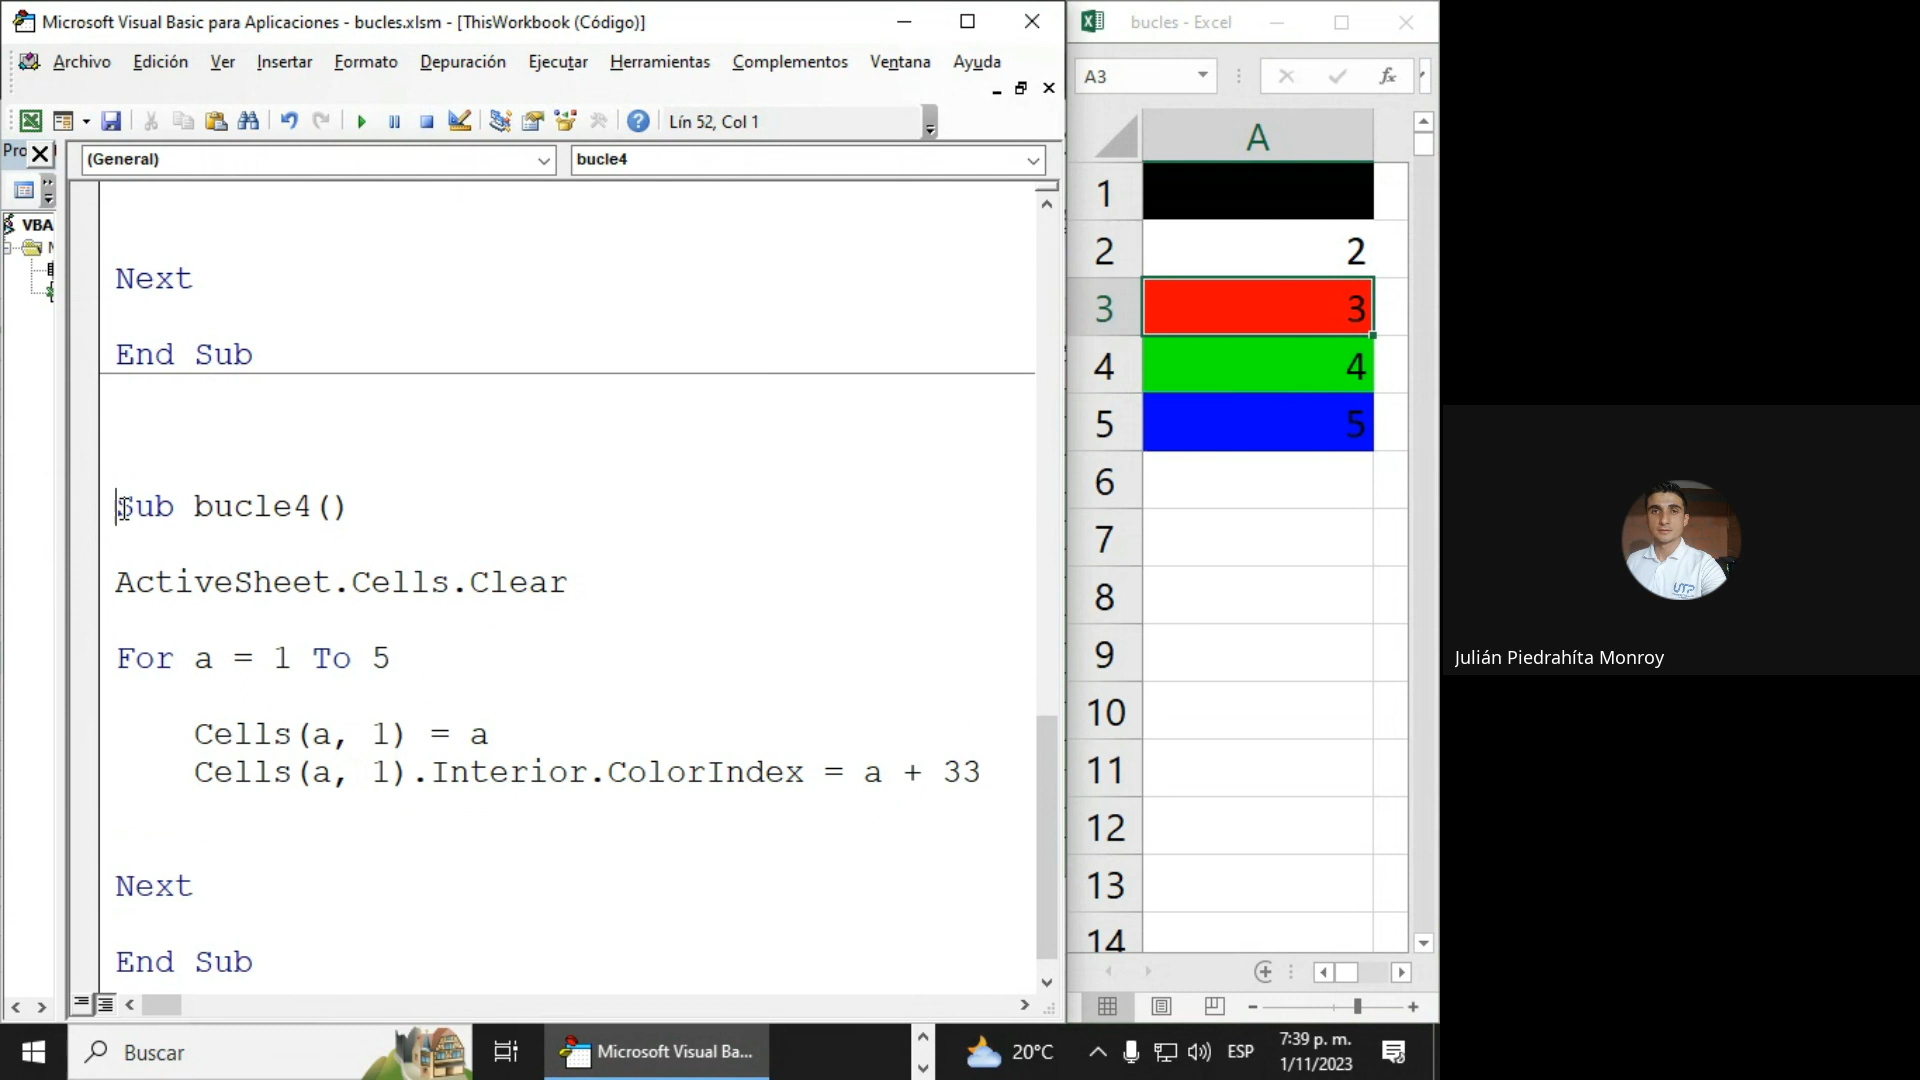 Microsoft Visual Basic para Aplicaciones - bucles.xlsm - [ThisWorkbook (Código)]
Archivo Edición Ver Insertar Formato Depuración Ejecutar Herramientas Complementos Ventana Ayuda
Lín 52, Col 1
Pro
(General) bucle4
VBA
Next
End Sub
Sub bucle4()
ActiveSheet.Cells.Clear
For a = 1 To 5
Cells(a, 1) = a
Cells(a, 1).Interior.ColorIndex = a + 33
Next
End Sub
bucles - Excel
A3 fx
A
1
2 2
3 3
4 4
5 5
6
7
8
9
10
11
12
13
14
Julián Piedrahíta Monroy
UTP
Buscar
Microsoft Visual Ba...
20°C
ESP
7:39 p. m.
1/11/2023